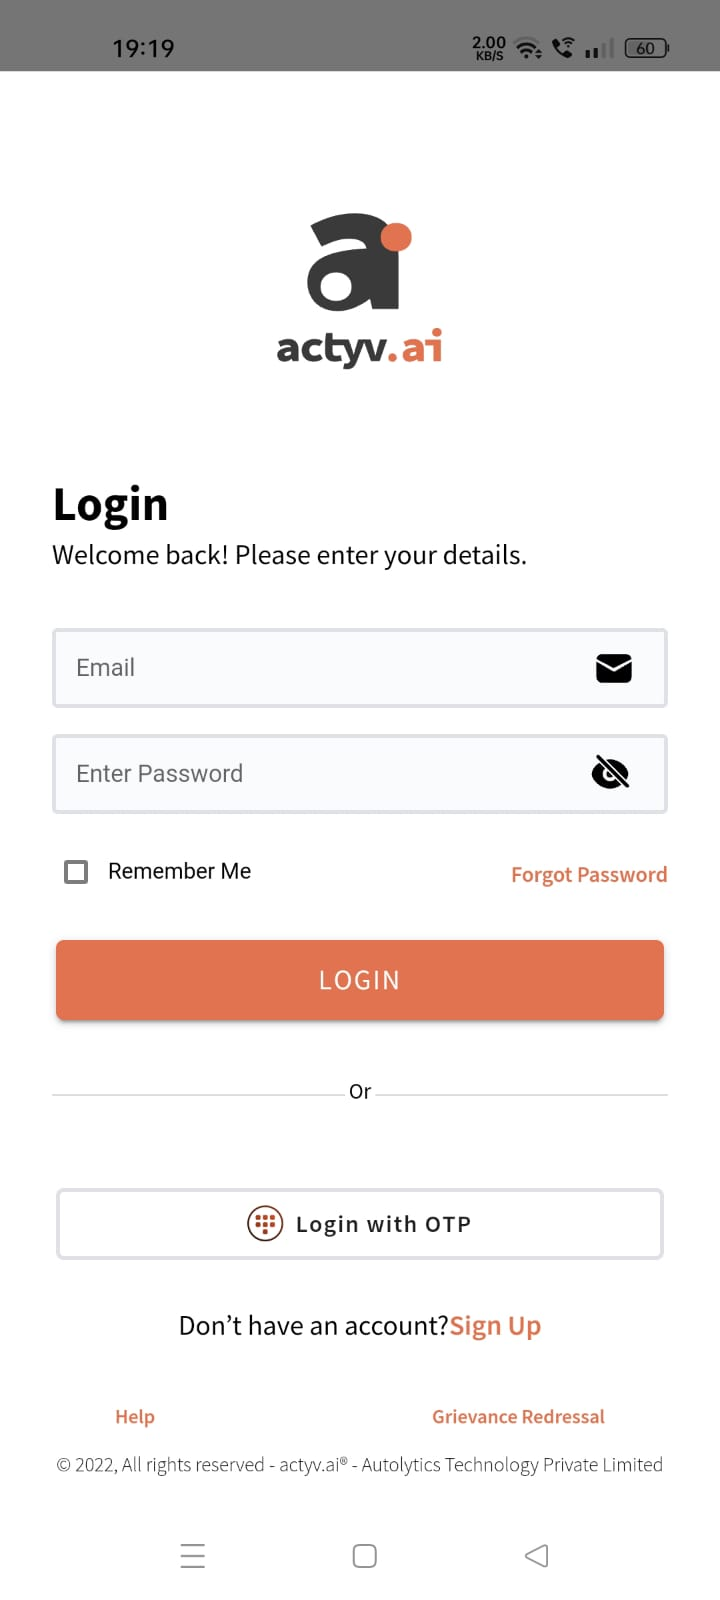 19:19
2.00
KB/S
60
actyv.ai
Login
Welcome back! Please enter your details.
Email
Enter Password
Remember Me
Forgot Password
LOGIN
Or
Login with OTP
Don’t have an account?Sign Up
Help
Grievance Redressal
© 2022, All rights reserved - actyv.ai® - Autolytics Technology Private Limited